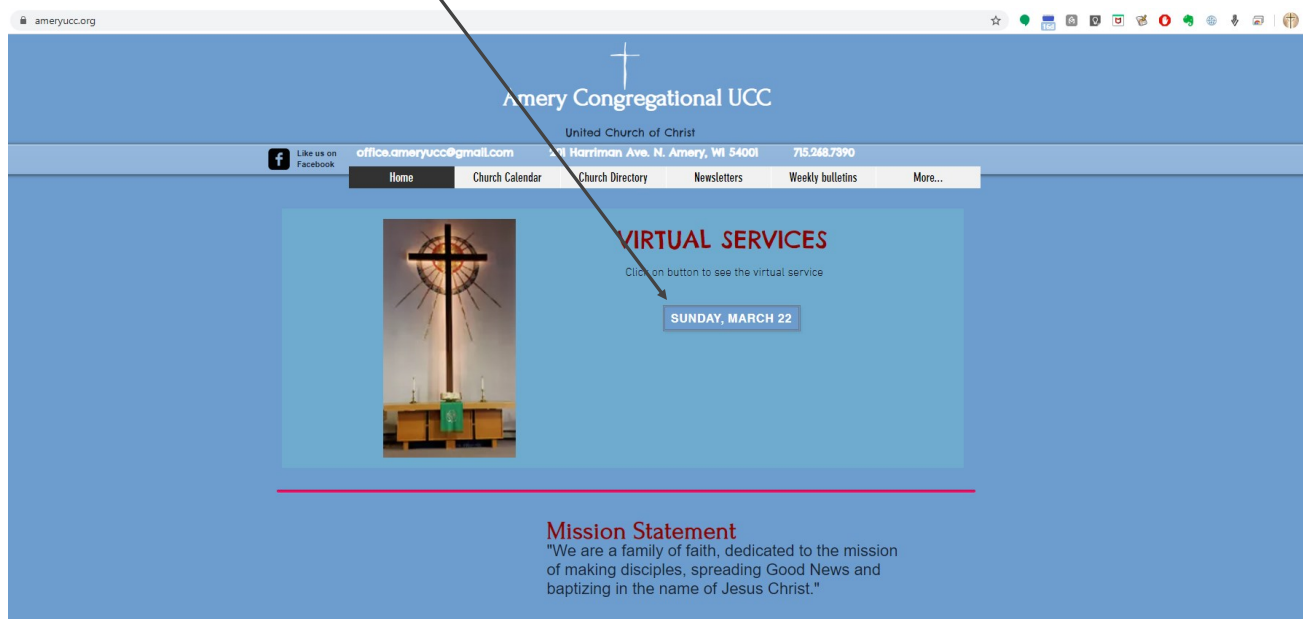 ameryucc.org
Amery Congregational UCC
United Church of Christ
Like us on
Facebook
office.ameryucc@gmail.com
Harriman Ave. N. Amery, WI 54001
715.268.7390
Home
Church Calendar
Church Directory
Newsletters
Weekly bulletins
More...
VIRTUAL SERVICES
Click on button to see the virtual service
SUNDAY, MARCH 22
Mission Statement
"We are a family of faith, dedicated to the mission
of making disciples, spreading Good News and
baptizing in the name of Jesus Christ."